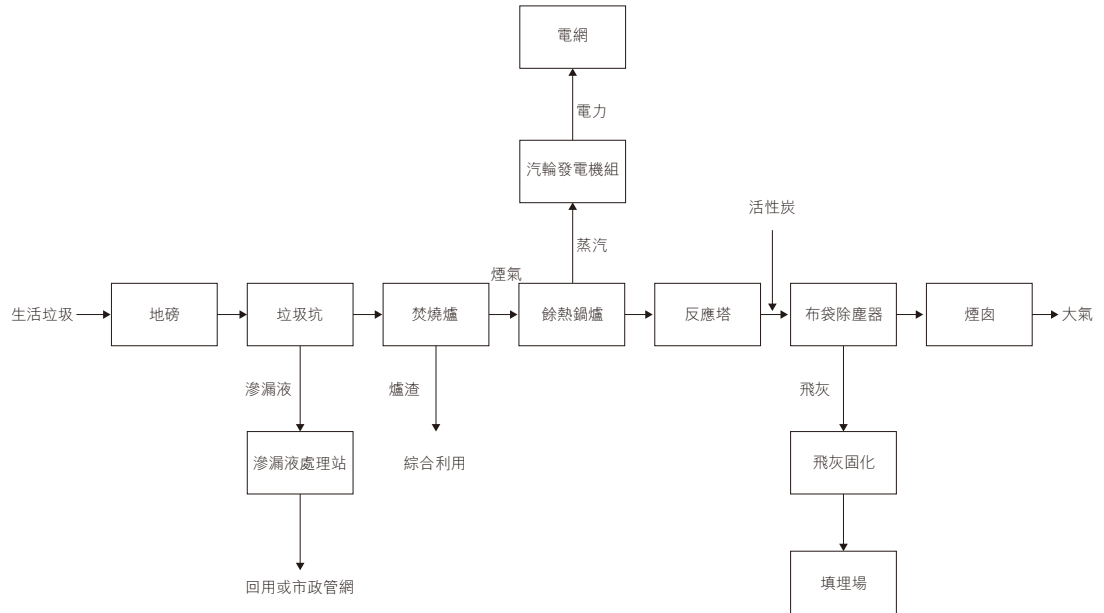 電網
電力
汽輪發電機組
活性炭
蒸汽
煙氣
生活垃圾
地磅
垃圾坑
焚燒爐
餘熱鍋爐
反應塔
布袋除塵器
煙囪
大氣
滲漏液
爐渣
飛灰
滲漏液處理站
綜合利用
飛灰固化
回用或市政管網
填埋場